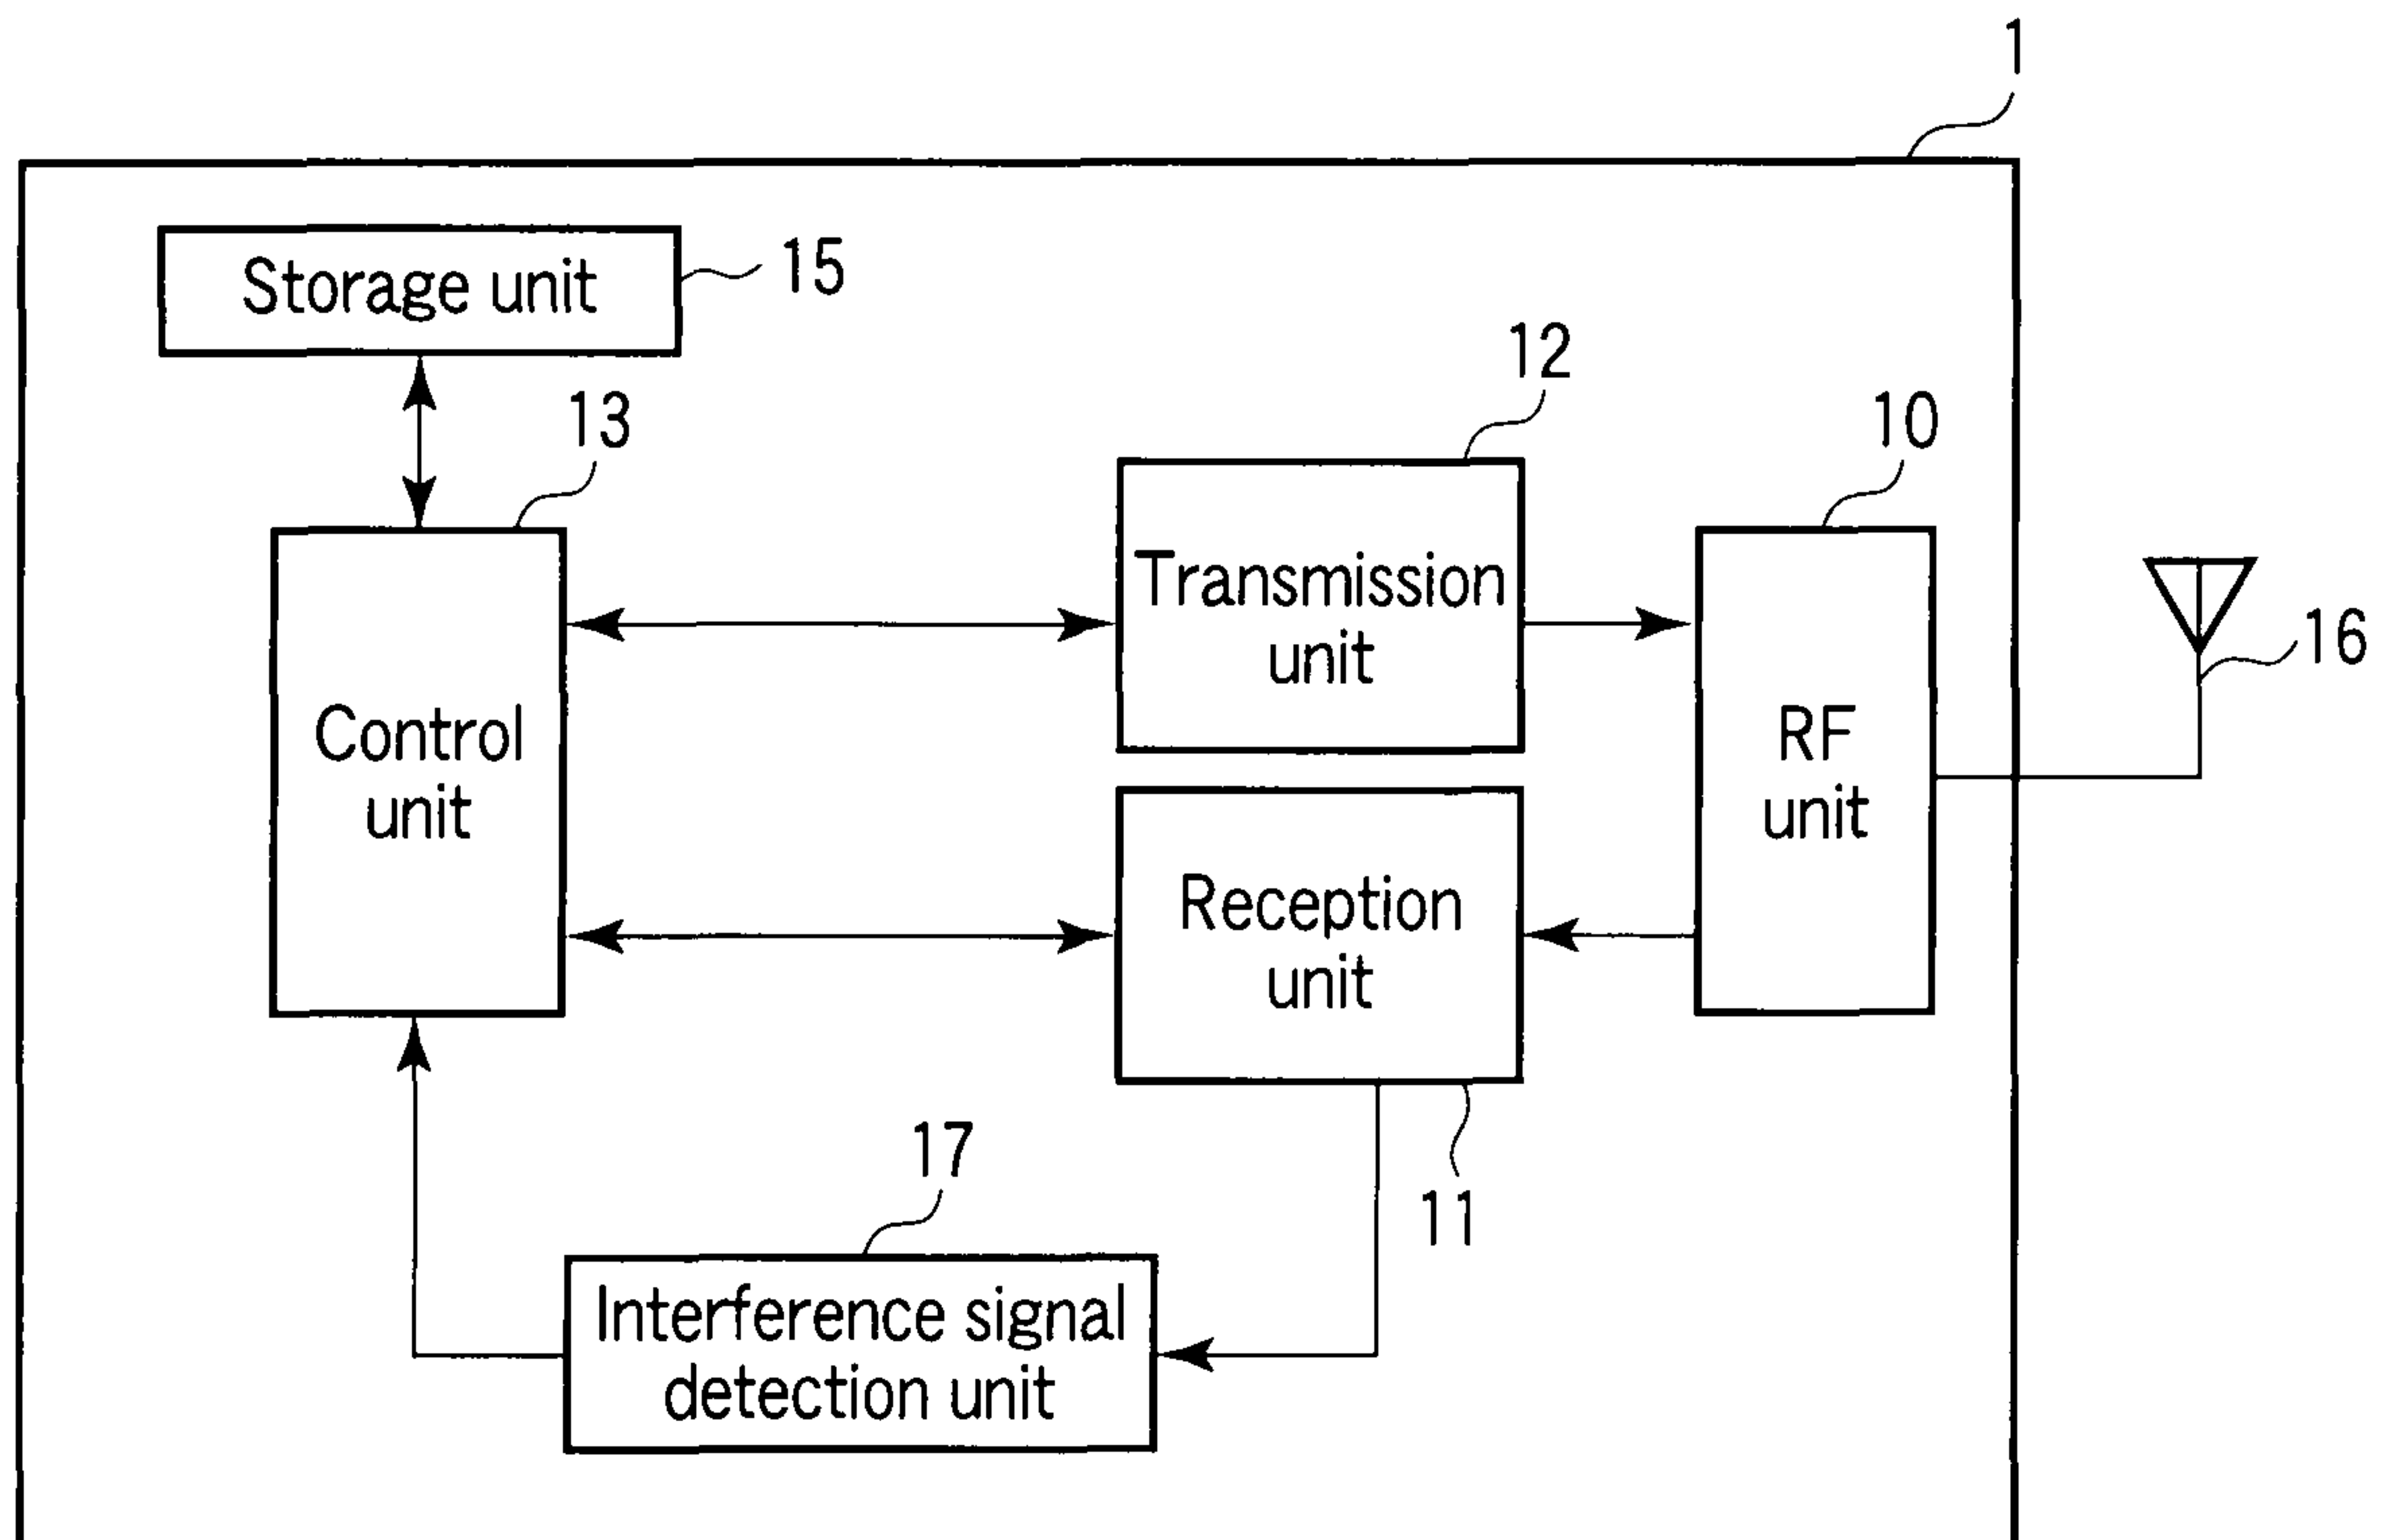 1
Storage unit
15
12
13
10
Transmission
unit
16
Control
unit
RF
unit
Reception
unit
17
11
Interference signal
detection unit